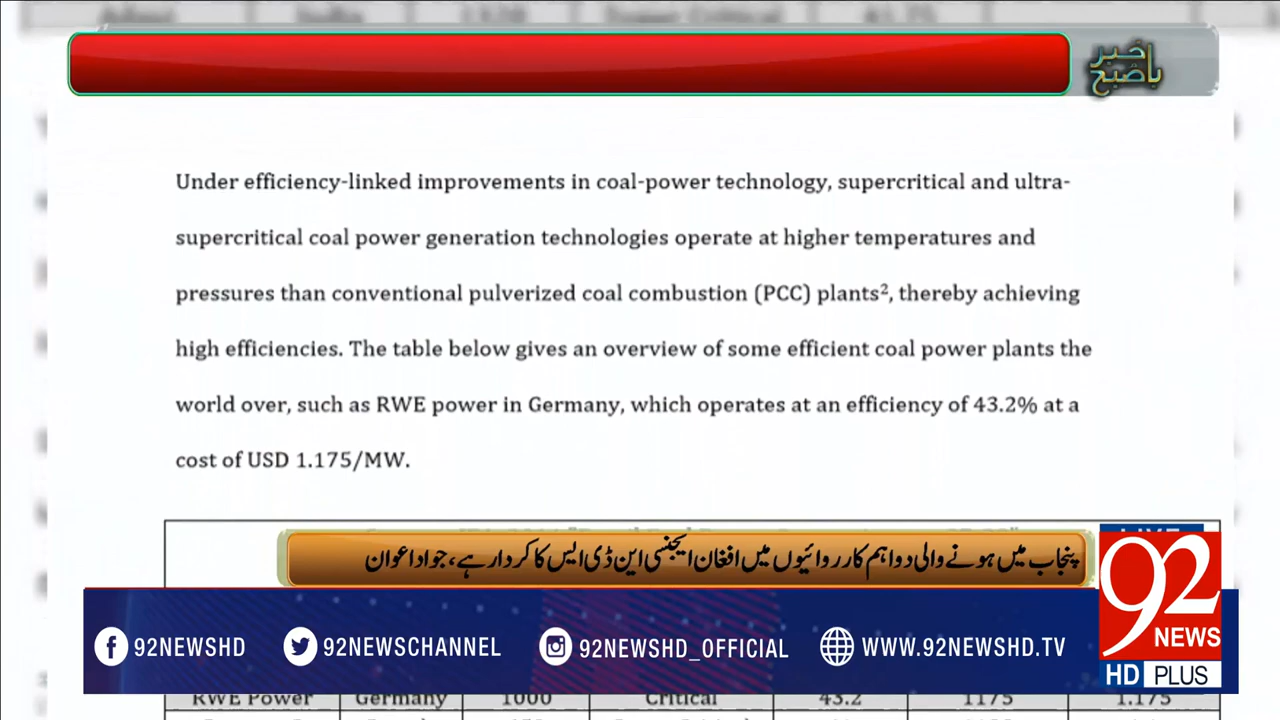 باخبر صبح
Under efficiency-linked improvements in coal-power technology, supercritical and ultra-
supercritical coal power generation technologies operate at higher temperatures and
pressures than conventional pulverized coal combustion (PCC) plants², thereby achieving
high efficiencies. The table below gives an overview of some efficient coal power plants the
world over, such as RWE power in Germany, which operates at an efficiency of 43.2% at a
cost of USD 1.175/MW.
LIVE
پنجاب میں ہونے والی دو اہم کارروائیوں میں افغان ایجنسی این ڈی ایس کا کردار ہے، جواد اعوان
92 NEWS
HD PLUS
92NEWSHD 92NEWSCHANNEL 92NEWSHD_OFFICIAL WWW.92NEWSHD.TV
RWE Power Germany 1000 Critical 43.2 1175 1.175